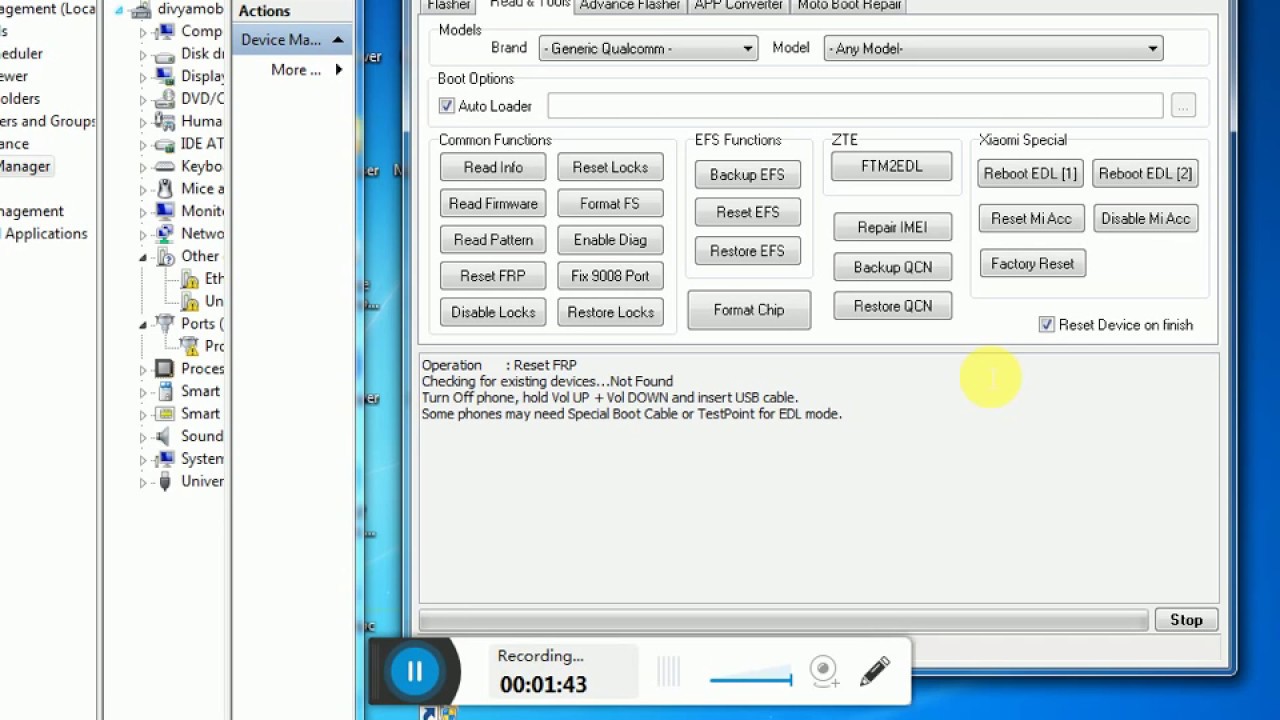 divyamob
Actions
Comp
heduler
Device Ma...
Disk dr
ewer
More ...
Display
olders
DVD/C
ers and Groups
Huma
ance
IDE AT
Manager
Keybo
Mice a
nagement
Monito
Applications
Netwo
Other
Eth
Un
Ports (
Pro
Proces
Smart
Smart
Sound
System
Univer
Flasher
Read & Tools
Advance Flasher
APP Converter
Moto Boot Repair
Models
Brand
- Generic Qualcomm -
Model
- Any Model-
Boot Options
Auto Loader
...
Common Functions
EFS Functions
ZTE
Xiaomi Special
Read Info
Reset Locks
Backup EFS
FTM2EDL
Reboot EDL [1]
Reboot EDL [2]
Read Firmware
Format FS
Reset EFS
Repair IMEI
Reset Mi Acc
Disable Mi Acc
Read Pattern
Enable Diag
Restore EFS
Backup QCN
Factory Reset
Reset FRP
Fix 9008 Port
Disable Locks
Restore Locks
Format Chip
Restore QCN
Reset Device on finish
Operation : Reset FRP
Checking for existing devices...Not Found
Turn Off phone, hold Vol UP + Vol DOWN and insert USB cable.
Some phones may need Special Boot Cable or TestPoint for EDL mode.
Stop
Recording...
00:01:43